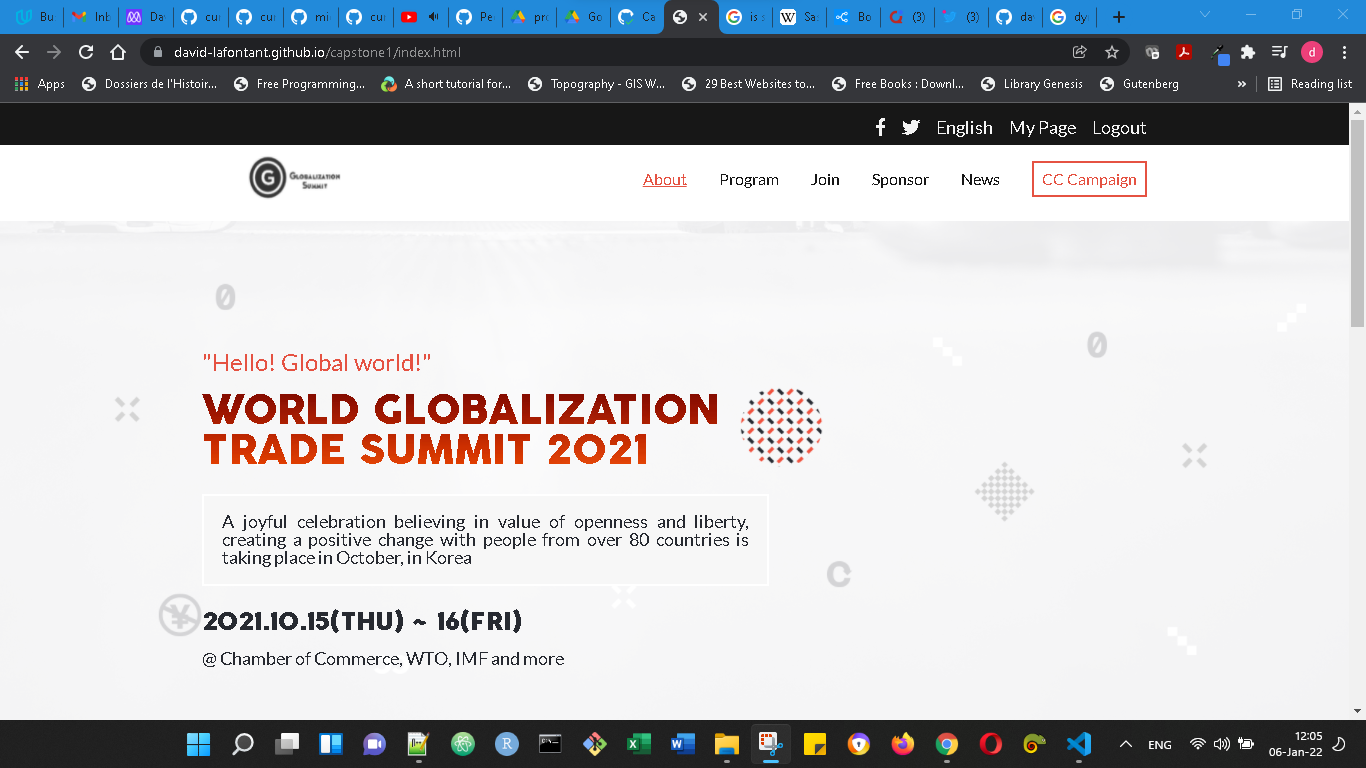 Bu
Inb
Da
cur
cur
mi
cur
Pe
pro
Go
Ca
is s
W Sa
Bo
(3)
(3)
da
dy
david-lafontant.github.io/capstone1/index.html
d
Apps
Dossiers de l'Histoir...
Free Programming...
A short tutorial for...
Topography - GIS W...
29 Best Websites to...
Free Books : Downl...
Library Genesis
Gutenberg
»
Reading list
English My Page Logout
G GLOBALIZATION
SUMMIT
About Program Join Sponsor News CC Campaign
"Hello! Global world!"
WORLD GLOBALIZATION
TRADE SUMMIT 2021
A joyful celebration believing in value of openness and liberty,
creating a positive change with people from over 80 countries is
taking place in October, in Korea
2021.10.15(THU) ~ 16(FRI)
@ Chamber of Commerce, WTO, IMF and more
ENG
12:05
06-Jan-22